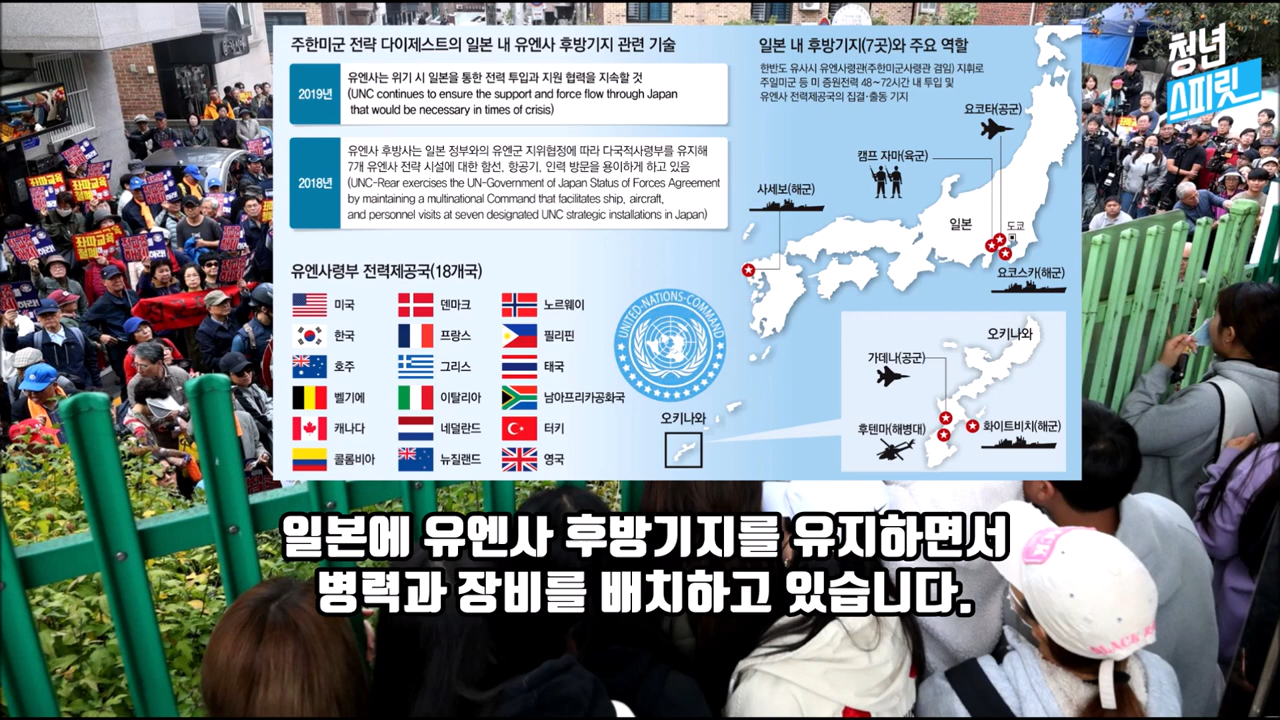 주한미군 전략 다이제스트의 일본 내 유엔사 후방기지 관련 기술
2019년
유엔사는 위기 시 일본을 통한 전력 투입과 지원 협력을 지속할 것
(UNC continues to ensure the support and force flow through Japan
that would be necessary in times of crisis)
2018년
유엔사 후방사는 일본 정부와의 유엔군 지위협정에 따라 다국적사령부를 유지해
7개 유엔사 전략 시설에 대한 함선, 항공기, 인력 방문을 용이하게 하고 있음
(UNC-Rear exercises the UN-Government of Japan Status of Forces Agreement
by maintaining a multinational Command that facilitates ship, aircraft,
and personnel visits at seven designated UNC strategic installations in Japan)
유엔사령부 전력제공국(18개국)
미국
덴마크
노르웨이
한국
프랑스
필리핀
호주
그리스
태국
벨기에
이탈리아
남아프리카공화국
캐나다
네덜란드
터키
콜롬비아
뉴질랜드
영국
UNITED·NATIONS·COMMAND
일본 내 후방기지(7곳)와 주요 역할
한반도 유사시 유엔사령관(주한미군사령관 겸임) 지휘로
주일미군 등 미 증원전력 48~72시간 내 투입 및
유엔사 전력제공국의 집결·출동 기지
요코타(공군)
캠프 자마(육군)
사세보(해군)
일본
도쿄
요코스카(해군)
오키나와
오키나와
가데나(공군)
후텐마(해병대)
화이트비치(해군)
청년
스피릿
좌파교육
좌파교육
철폐
일본에 유엔사 후방기지를 유지하면서
병력과 장비를 배치하고 있습니다.